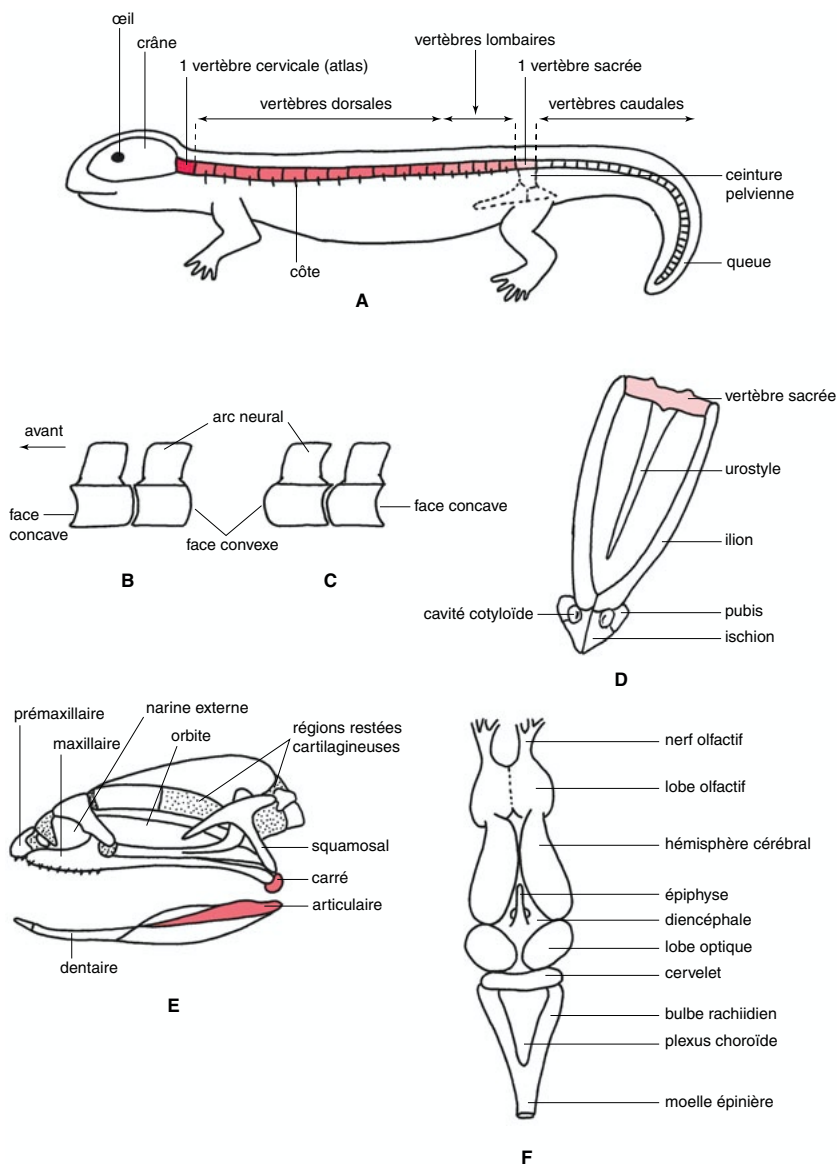 œil
crâne
vertèbres lombaires
1 vertèbre cervicale (atlas)
1 vertèbre sacrée
vertèbres dorsales
vertèbres caudales
ceinture
pelvienne
côte
queue
A
avant
arc neural
face
concave
face convexe
face concave
B
C
vertèbre sacrée
urostyle
ilion
cavité cotyloïde
pubis
ischion
D
prémaxillaire
narine externe
maxillaire
orbite
régions restées
cartilagineuses
squamosal
carré
articulaire
dentaire
E
nerf olfactif
lobe olfactif
hémisphère cérébral
épiphyse
diencéphale
lobe optique
cervelet
bulbe rachiidien
plexus choroïde
moelle épinière
F